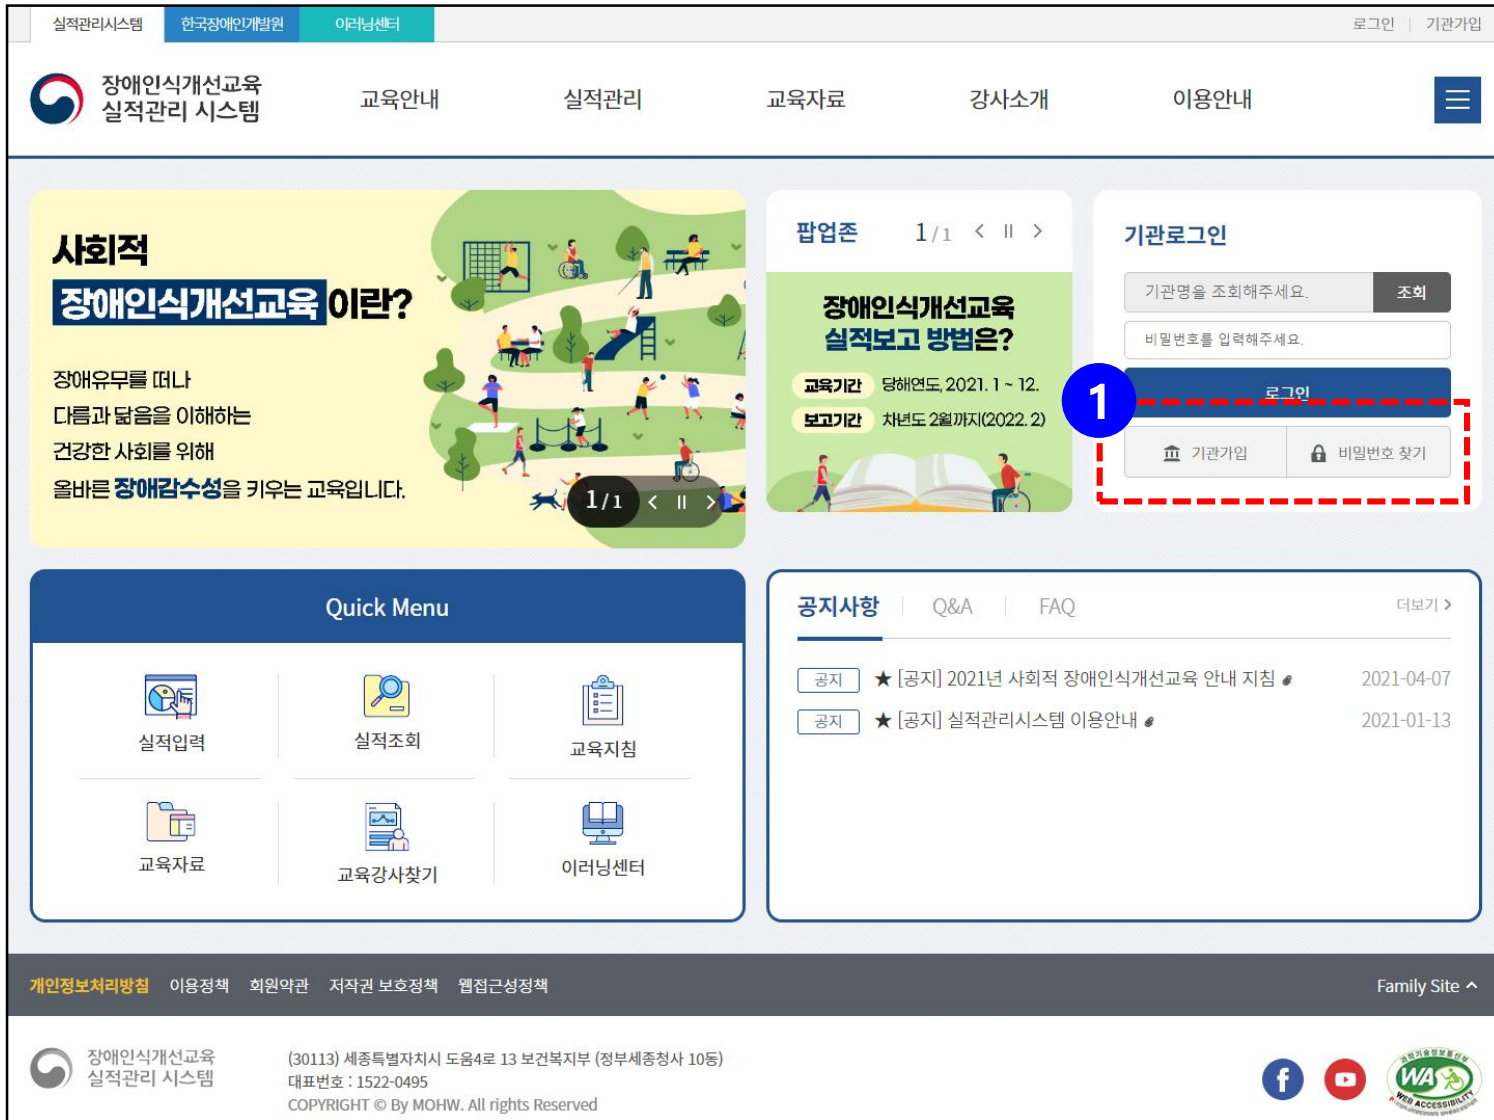 실적관리시스템 한국장애인개발원 이러닝센터 로그인 기관가입
장애인식개선교육
실적관리 시스템
교육안내 실적관리 교육자료 강사소개 이용안내
사회적
장애인식개선교육 이란?
장애유무를 떠나
다름과 닮음을 이해하는
건강한 사회를 위해
올바른 장애감수성을 키우는 교육입니다.
1/1
팝업존 1/1
장애인식개선교육
실적보고 방법은?
교육기간 당해연도, 2021. 1 ~ 12.
보고기간 차년도 2월까지(2022. 2)
기관로그인
기관명을 조회해주세요. 조회
비밀번호를 입력해주세요.
로그인
1
기관가입 비밀번호 찾기
Quick Menu
실적입력 실적조회 교육지침
교육자료 교육강사찾기 이러닝센터
공지사항 Q&A FAQ 더보기
공지 ★ [공지] 2021년 사회적 장애인식개선교육 안내 지침 2021-04-07
공지 ★ [공지] 실적관리시스템 이용안내 2021-01-13
개인정보처리방침 이용정책 회원약관 저작권 보호정책 웹접근성정책 Family Site
장애인식개선교육
실적관리 시스템
(30113) 세종특별자치시 도움4로 13 보건복지부 (정부세종청사 10동)
대표번호 : 1522-0495
COPYRIGHT © By MOHW. All rights Reserved
과학기술정보통신부
WA
WEB ACCESSIBILITY